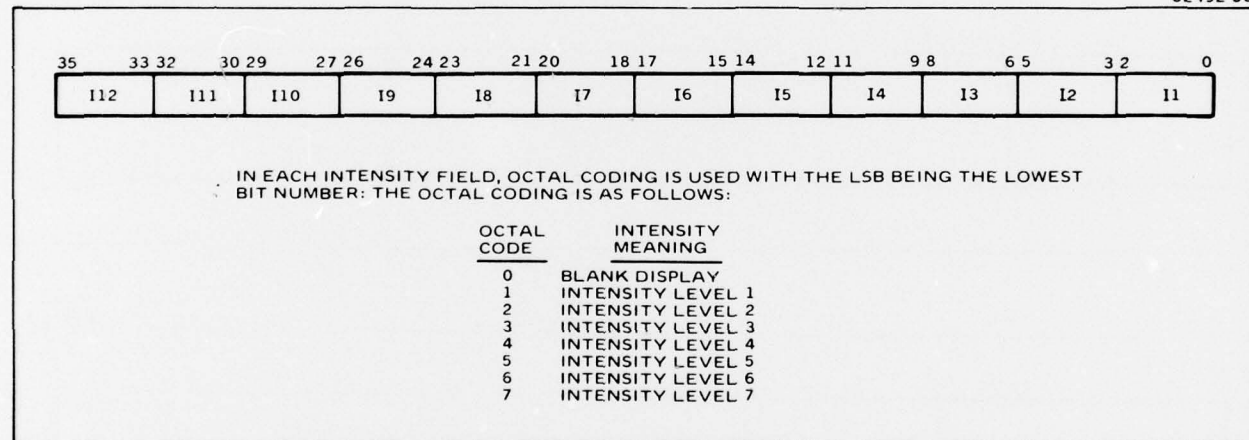 35 33 32 30 29 27 26 24 23 21 20 18 17 15 14 12 11 9 8 6 5 3 2 0
I12 I11 I10 I9 I8 I7 I6 I5 I4 I3 I2 I1
IN EACH INTENSITY FIELD, OCTAL CODING IS USED WITH THE LSB BEING THE LOWEST
BIT NUMBER: THE OCTAL CODING IS AS FOLLOWS:
OCTAL INTENSITY
CODE MEANING
0 BLANK DISPLAY
1 INTENSITY LEVEL 1
2 INTENSITY LEVEL 2
3 INTENSITY LEVEL 3
4 INTENSITY LEVEL 4
5 INTENSITY LEVEL 5
6 INTENSITY LEVEL 6
7 INTENSITY LEVEL 7